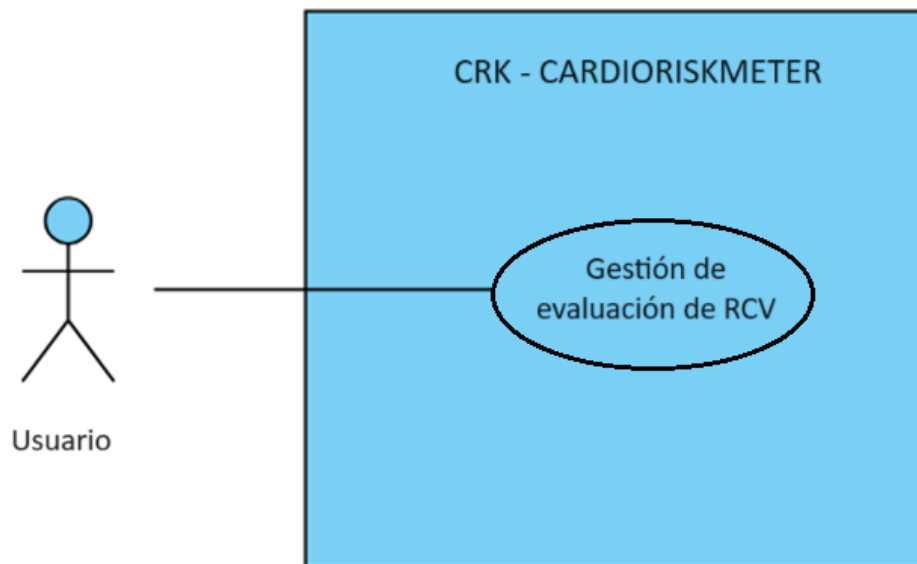 CRK - CARDIORISKMETER
Gestión de
evaluación de RCV
Usuario